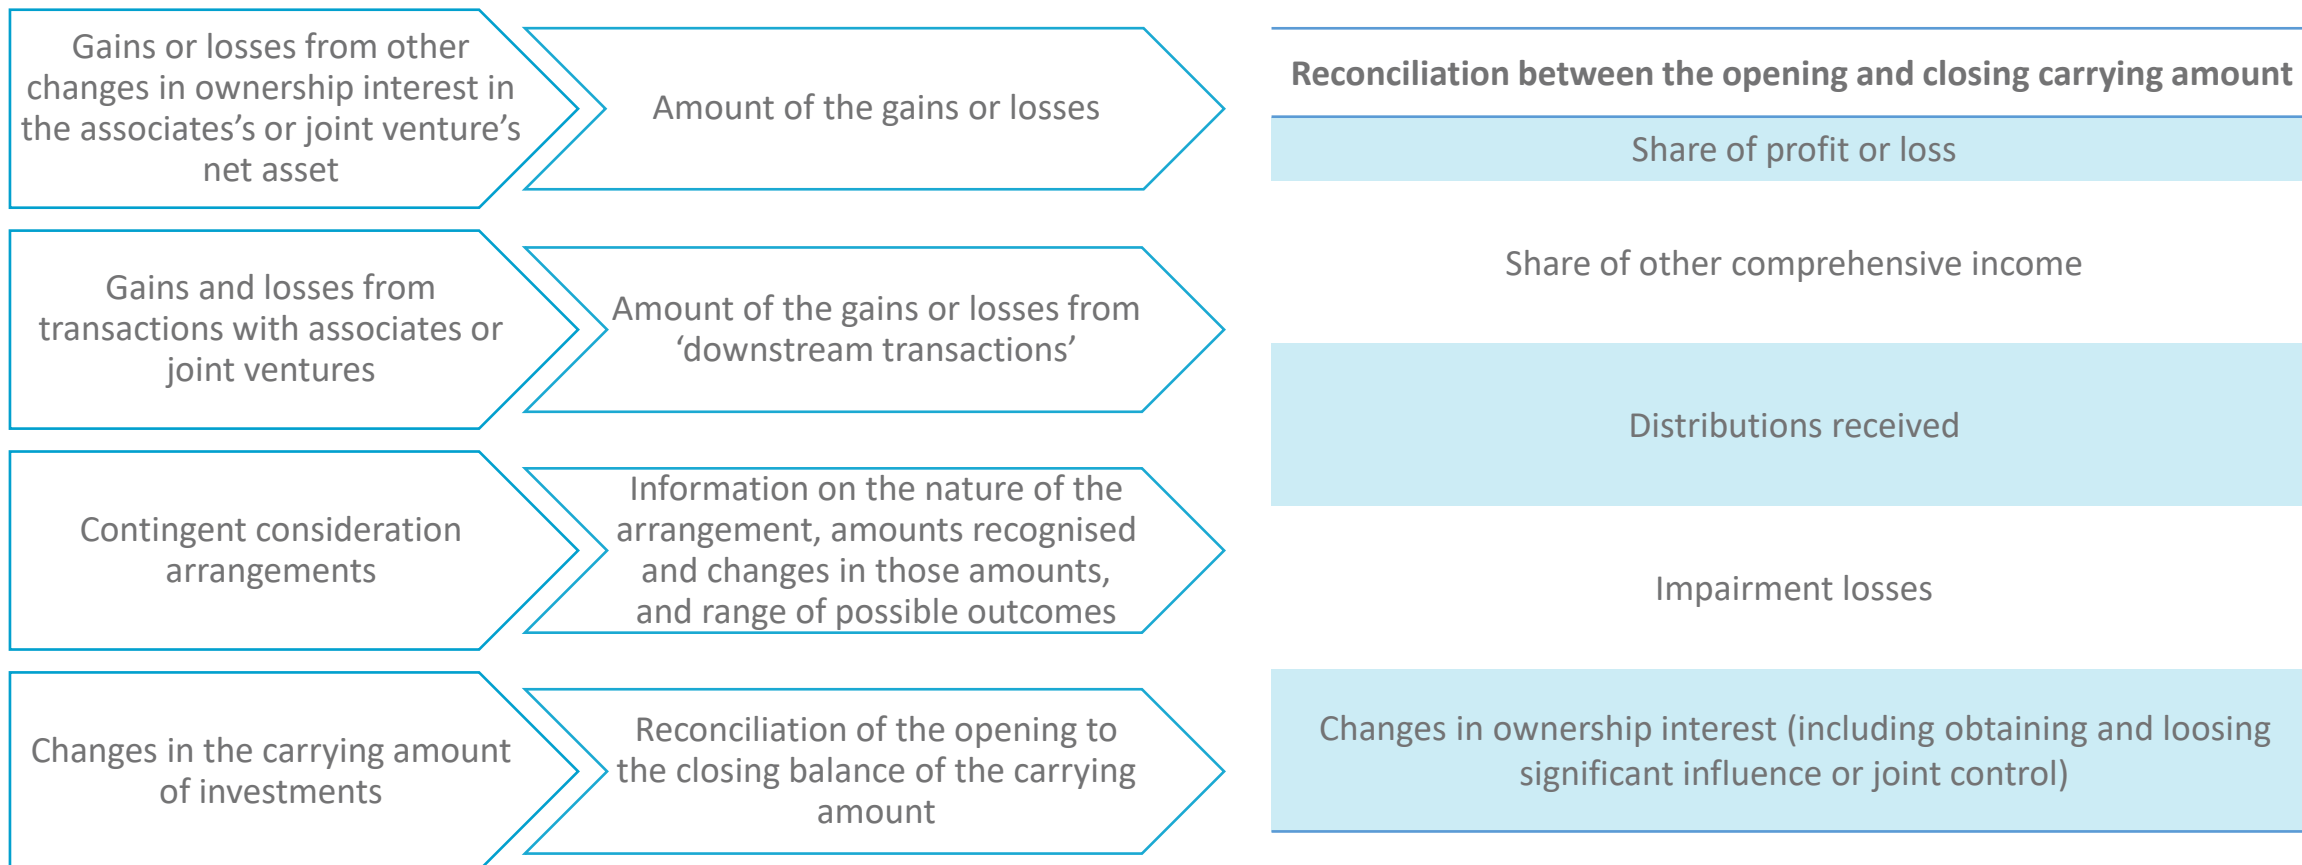 Gains or losses from other
changes in ownership interest in
the associates’s or joint venture’s
net asset
Amount of the gains or losses
Gains and losses from
transactions with associates or
joint ventures
Amount of the gains or losses from
‘downstream transactions’
Contingent consideration
arrangements
Information on the nature of the
arrangement, amounts recognised
and changes in those amounts,
and range of possible outcomes
Changes in the carrying amount
of investments
Reconciliation of the opening to
the closing balance of the carrying
amount
Reconciliation between the opening and closing carrying amount
Share of profit or loss
Share of other comprehensive income
Distributions received
Impairment losses
Changes in ownership interest (including obtaining and loosing
significant influence or joint control)